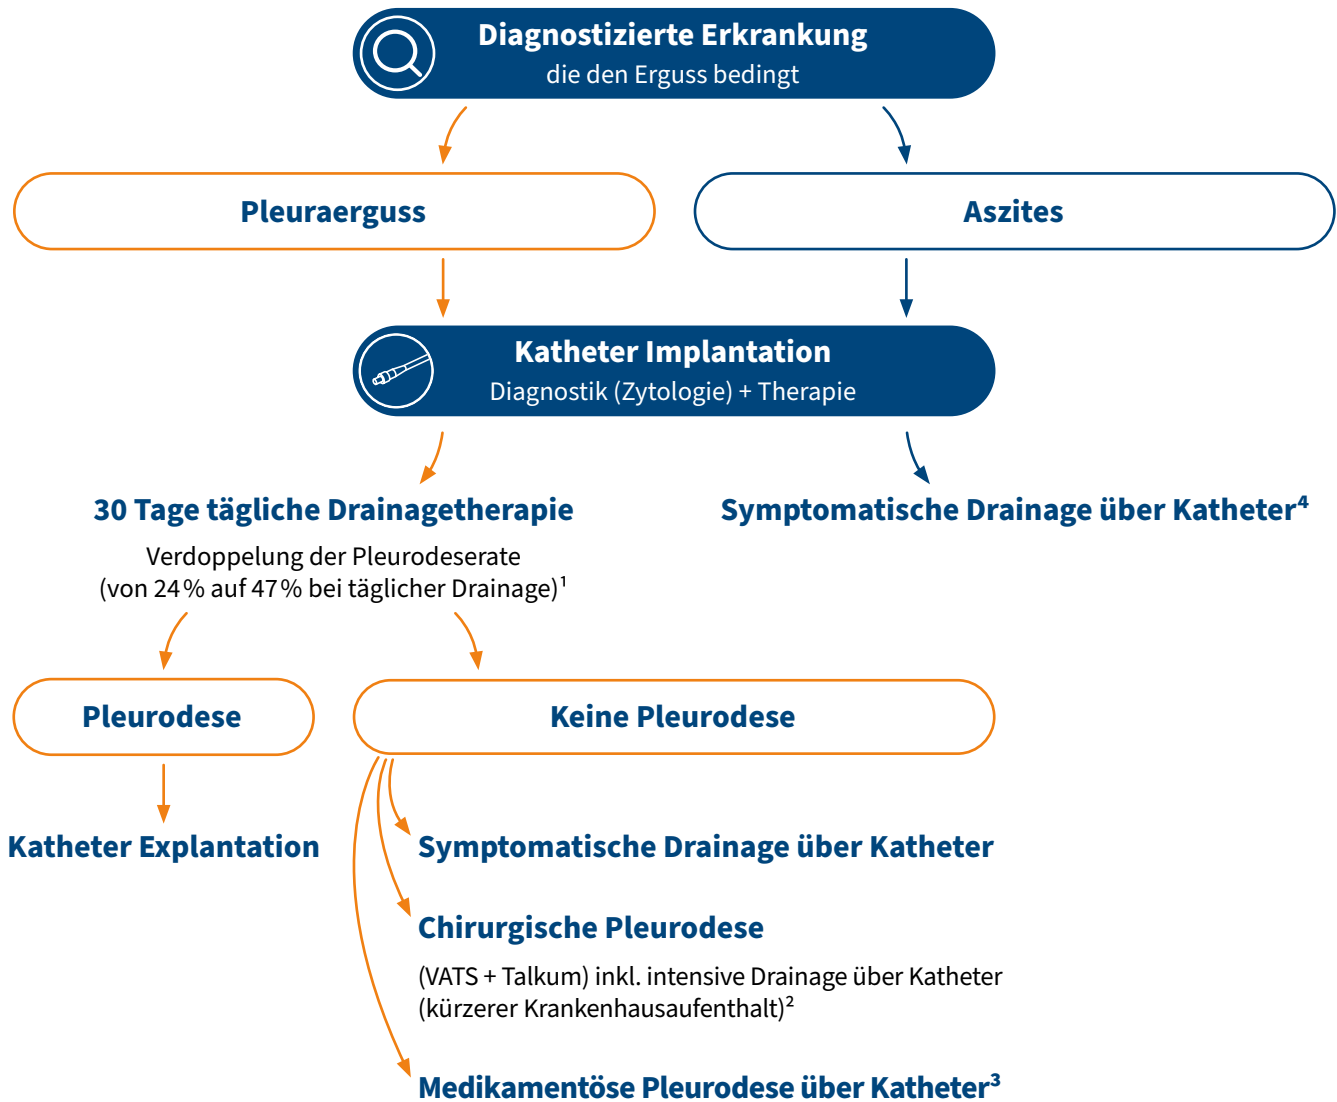 Diagnostizierte Erkrankung
die den Erguss bedingt
Pleuraerguss
Aszites
Katheter Implantation
Diagnostik (Zytologie) + Therapie
30 Tage tägliche Drainagetherapie
Symptomatische Drainage über Katheter⁴
Verdoppelung der Pleurodeserate
(von 24 % auf 47 % bei täglicher Drainage)¹
Pleurodese
Keine Pleurodese
Katheter Explantation
Symptomatische Drainage über Katheter
Chirurgische Pleurodese
(VATS + Talkum) inkl. intensive Drainage über Katheter
(kürzerer Krankenhausaufenthalt)²
Medikamentöse Pleurodese über Katheter³